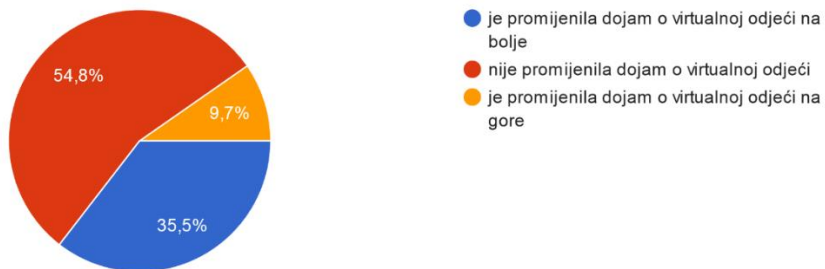 54,8%
9,7%
35,5%
je promijenila dojam o virtualnoj odjeći na
bolje
nije promijenila dojam o virtualnoj odjeći
je promijenila dojam o virtualnoj odjeći na
gore